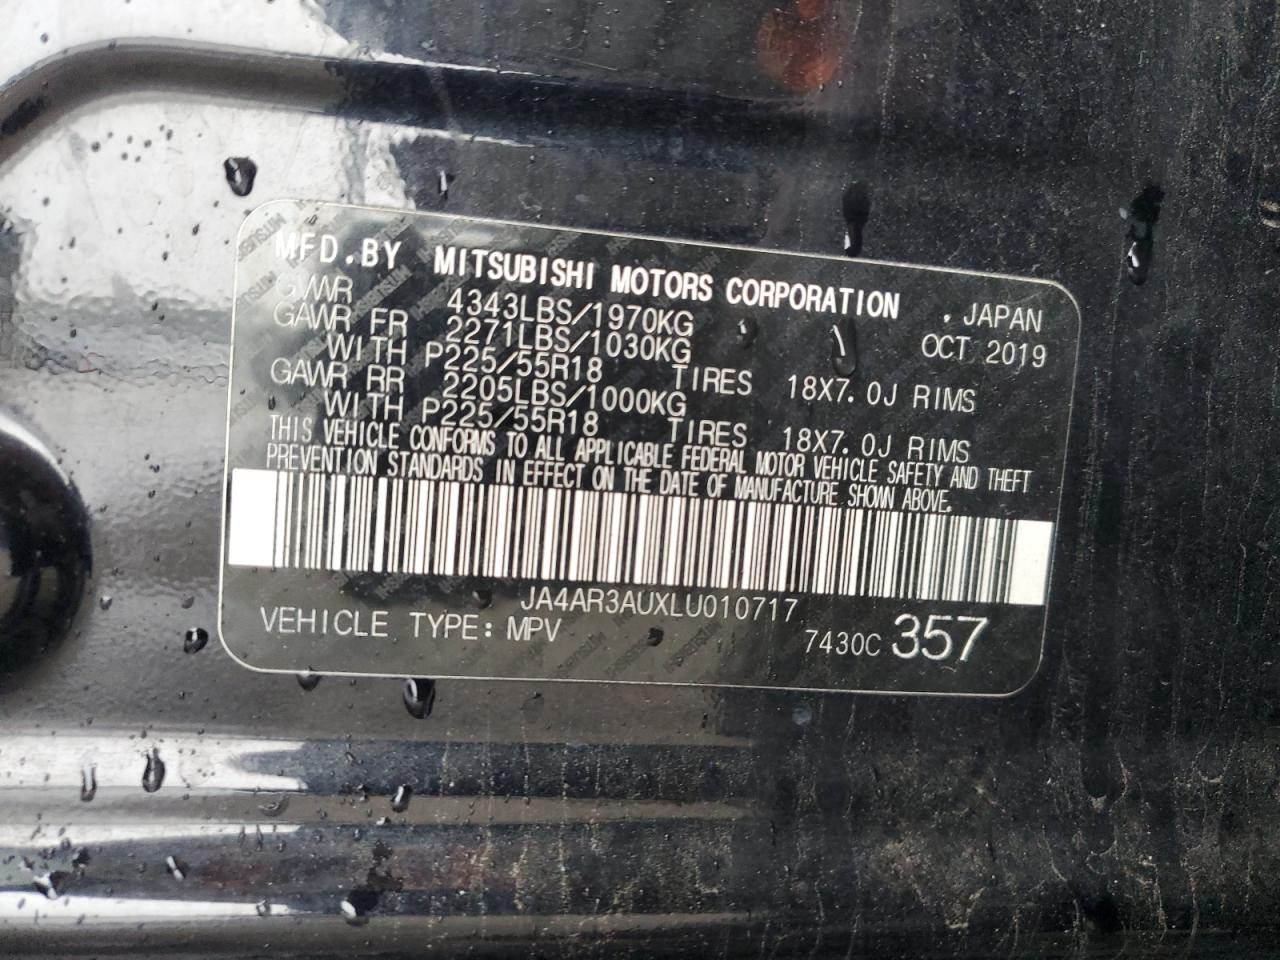 MFD.BY MITSUBISHI MOTORS CORPORATION . JAPAN
GVWR 4343LBS/1970KG OCT 2019
GAWR FR 2271LBS/1030KG
WITH P225/55R18 TIRES 18X7.0J RIMS
GAWR RR 2205LBS/1000KG
WITH P225/55R18 TIRES 18X7.0J RIMS
THIS VEHICLE CONFORMS TO ALL APPLICABLE FEDERAL MOTOR VEHICLE SAFETY AND THEFT
PREVENTION STANDARDS IN EFFECT ON THE DATE OF MANUFACTURE SHOWN ABOVE.
JA4AR3AUXLU010717
VEHICLE TYPE: MPV 7430C 357